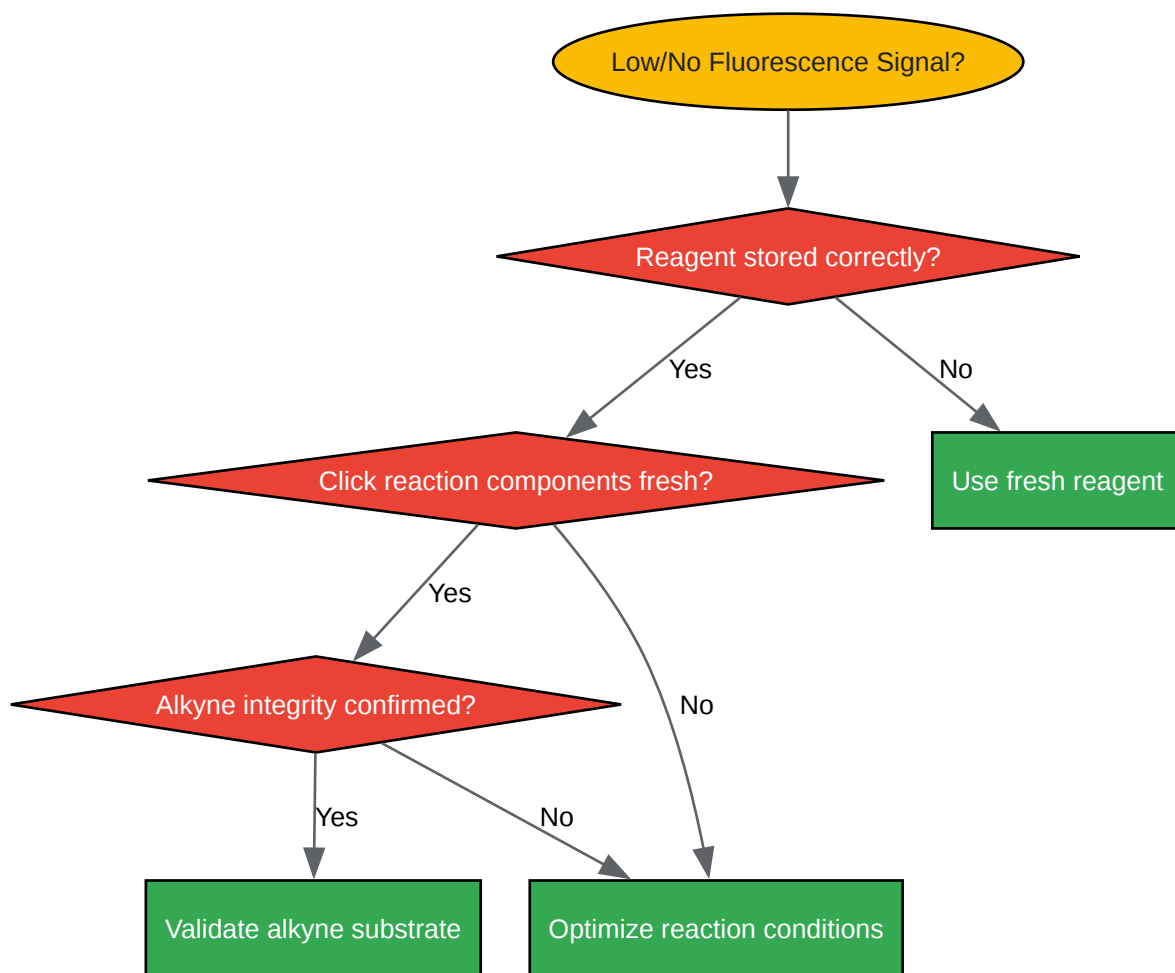 Low/No Fluorescence Signal?
Reagent stored correctly?
Yes
No
Click reaction components fresh?
Use fresh reagent
Yes
No
Alkyne integrity confirmed?
Yes
No
Validate alkyne substrate
Optimize reaction conditions